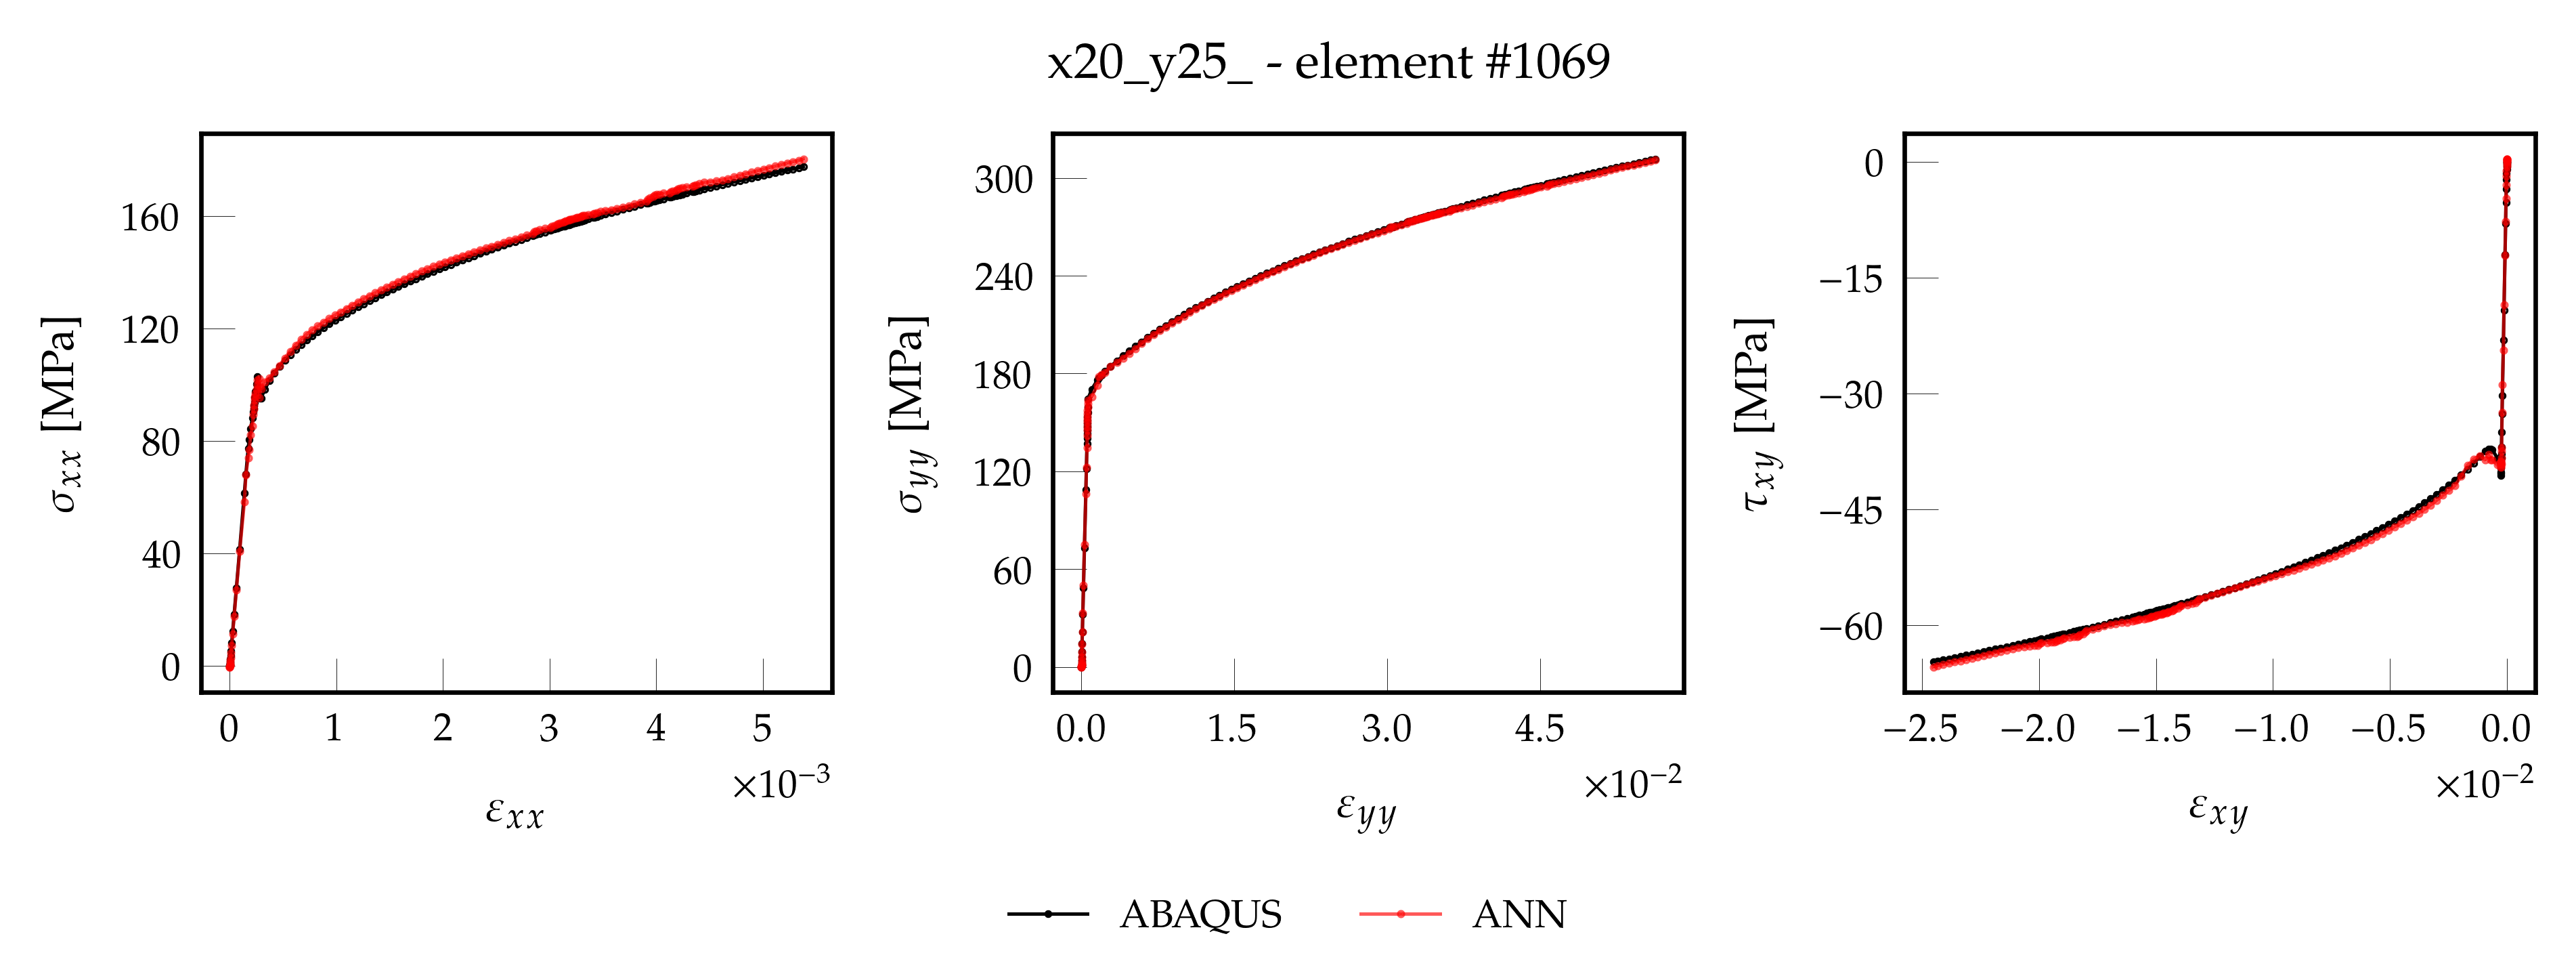 x20_y25_ - element #1069
σxx [MPa]
160
120
80
40
0
0 1 2 3 4 5
×10−3
εxx
σyy [MPa]
300
240
180
120
60
0
0.0 1.5 3.0 4.5
×10−2
εyy
τxy [MPa]
0
−15
−30
−45
−60
−2.5 −2.0 −1.5 −1.0 −0.5 0.0
×10−2
εxy
ABAQUS ANN